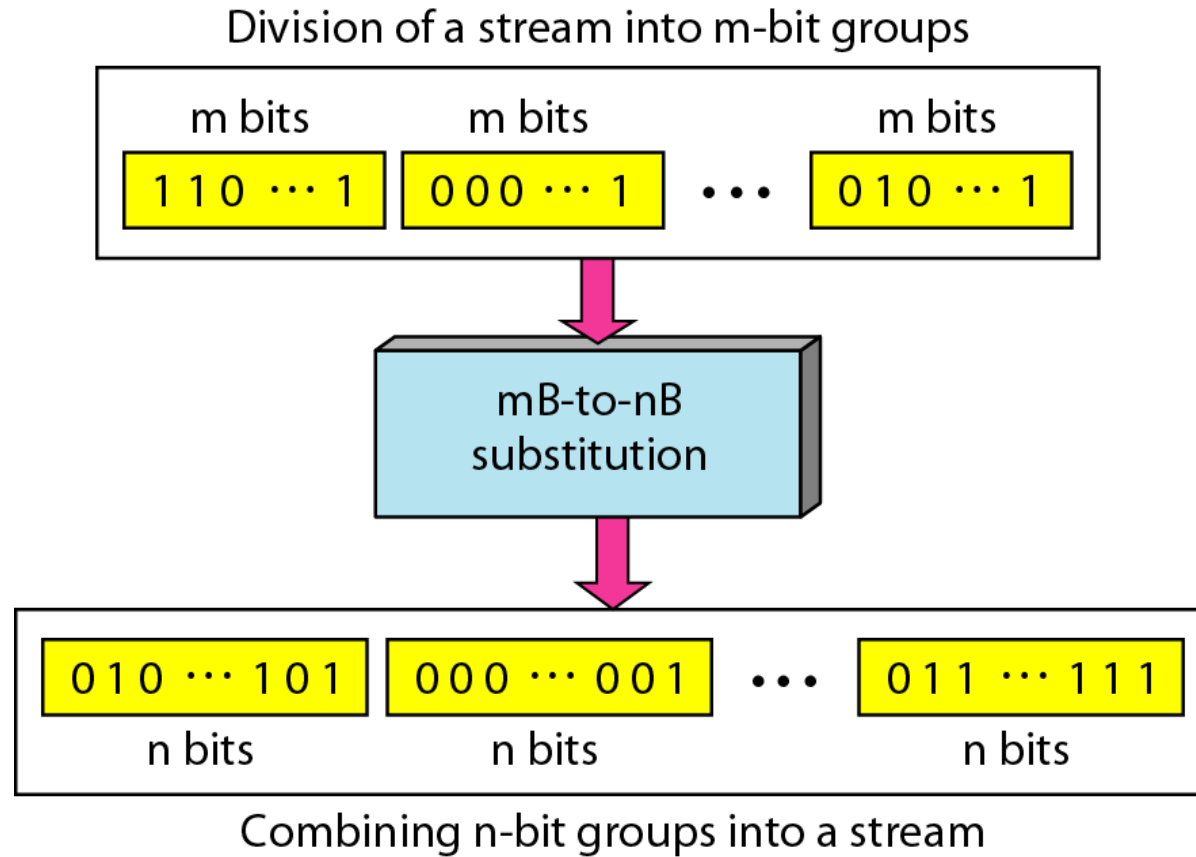 Division of a stream into m-bit groups
m bits m bits m bits
1 1 0 ··· 1 0 0 0 ··· 1 ••• 0 1 0 ··· 1
mB-to-nB
substitution
0 1 0 ··· 1 0 1 0 0 0 ··· 0 0 1 ••• 0 1 1 ··· 1 1 1
n bits n bits n bits
Combining n-bit groups into a stream